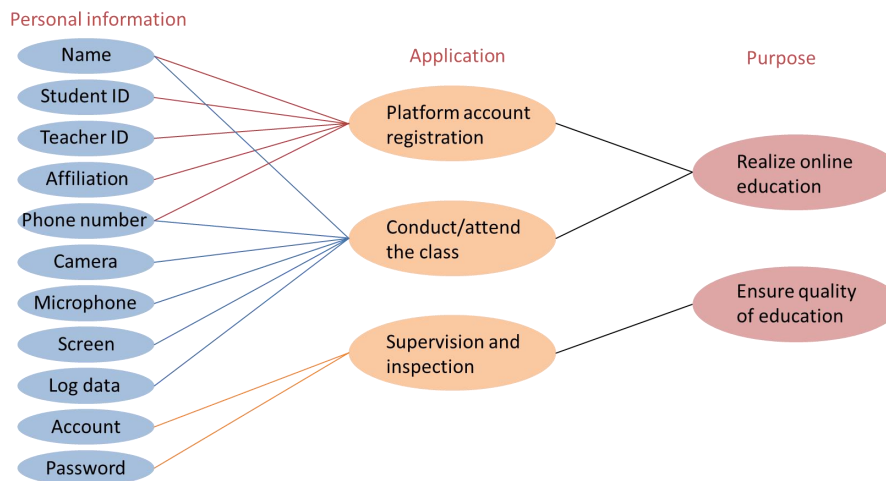 Personal information
Name
Student ID
Teacher ID
Affiliation
Phone number
Camera
Microphone
Screen
Log data
Account
Password
Application
Platform account
registration
Conduct/attend
the class
Supervision and
inspection
Purpose
Realize online
education
Ensure quality
of education